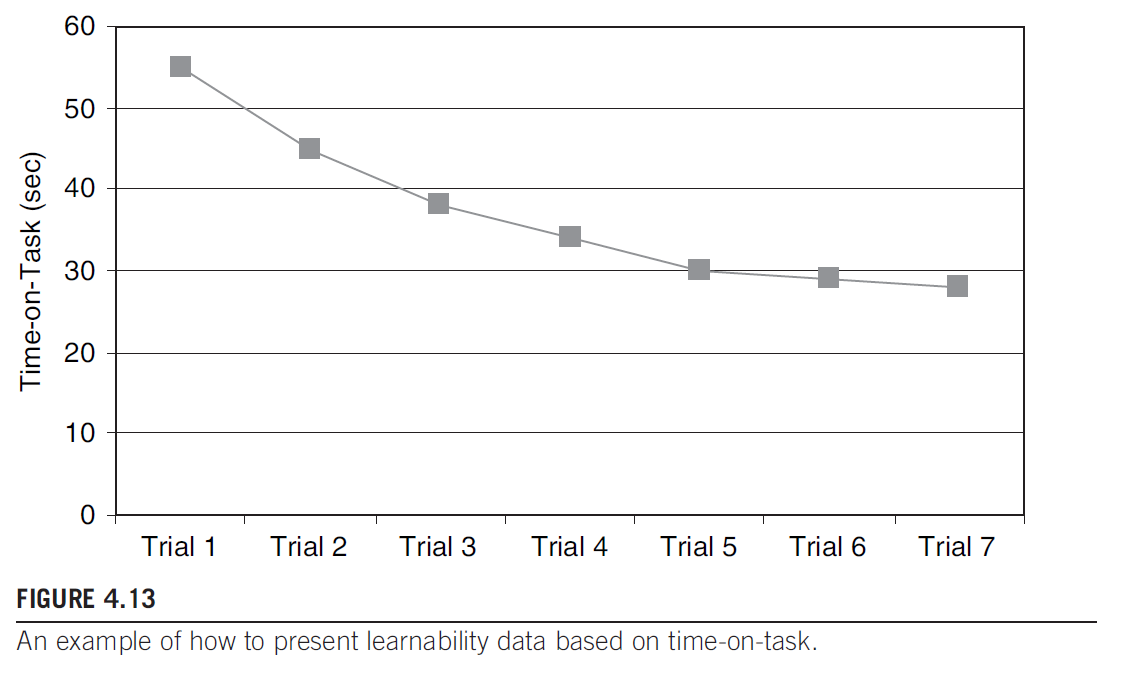 60
50
40
30
20
10
0
Time-on-Task (sec)
Trial 1 Trial 2 Trial 3 Trial 4 Trial 5 Trial 6 Trial 7
FIGURE 4.13
An example of how to present learnability data based on time-on-task.